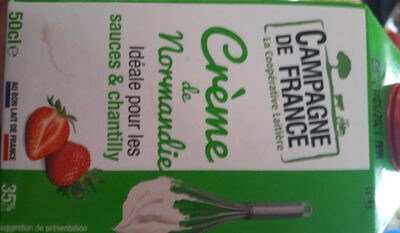 CAMPAGNE
DE FRANCE
La Coopérative Laitière
Crème
de Normandie
Idéale pour les
sauces & chantilly
50cl e
AU BON LAIT DE FRANCE
35%
suggestion de présentation